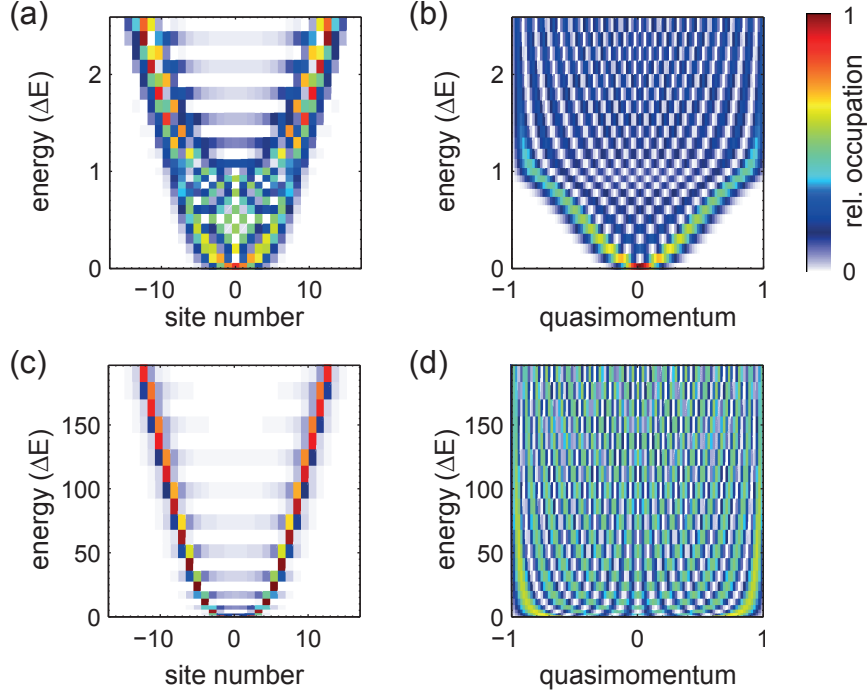 (a)
energy (ΔE)
2
1
0
−10
0
10
site number
(b)
energy (ΔE)
2
1
0
−1
0
1
quasimomentum
1
rel. occupation
0
(c)
energy (ΔE)
150
100
50
0
−10
0
10
site number
(d)
energy (ΔE)
150
100
50
0
−1
0
1
quasimomentum